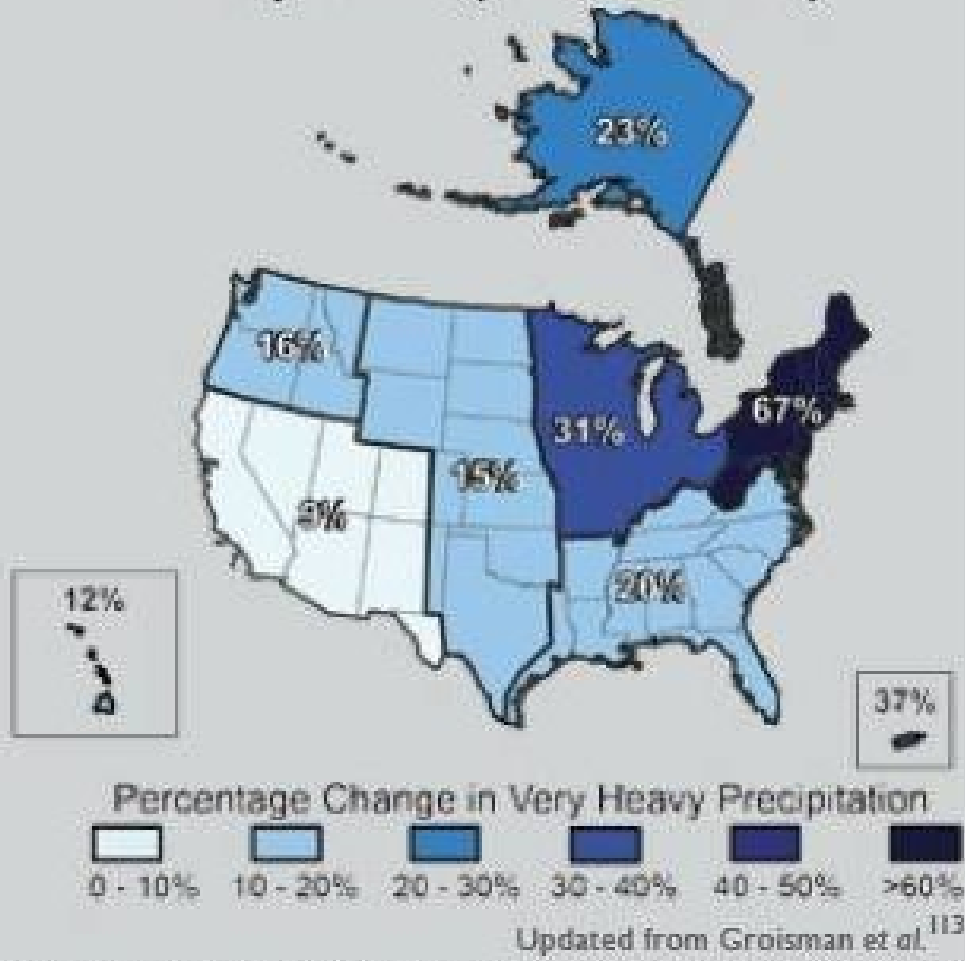 23%
16%
67%
31%
15%
9%
20%
12%
37%
Percentage Change in Very Heavy Precipitation
0 - 10%
10 - 20%
20 - 30%
30 - 40%
40 - 50%
>60%
Updated from Groisman et al.113